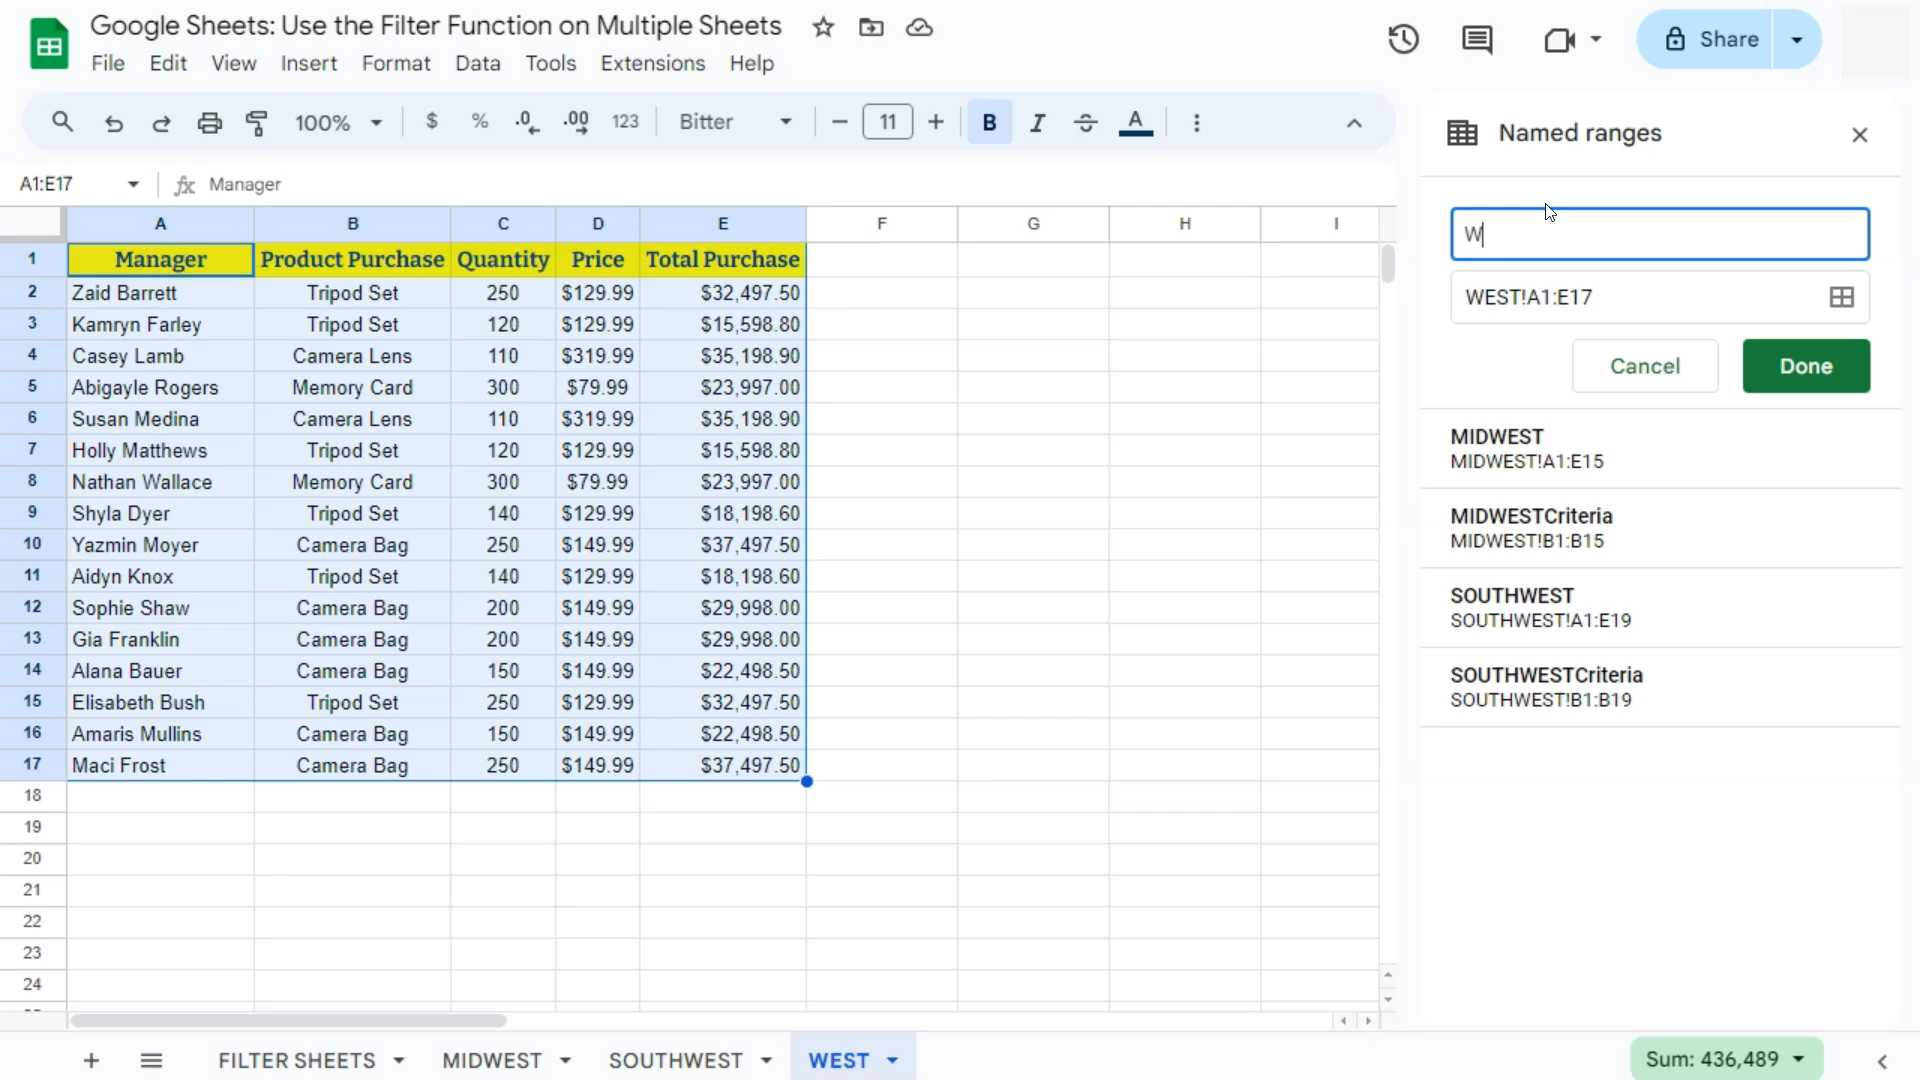 Google Sheets: Use the Filter Function on Multiple Sheets
File Edit View Insert Format Data Tools Extensions Help
Share
100% $ % .0 .00 123 Bitter 11 B I S A
A1:E17 fx Manager
A B C D E F G H I
1 Manager Product Purchase Quantity Price Total Purchase
2 Zaid Barrett Tripod Set 250 $129.99 $32,497.50
3 Kamryn Farley Tripod Set 120 $129.99 $15,598.80
4 Casey Lamb Camera Lens 110 $319.99 $35,198.90
5 Abigayle Rogers Memory Card 300 $79.99 $23,997.00
6 Susan Medina Camera Lens 110 $319.99 $35,198.90
7 Holly Matthews Tripod Set 120 $129.99 $15,598.80
8 Nathan Wallace Memory Card 300 $79.99 $23,997.00
9 Shyla Dyer Tripod Set 140 $129.99 $18,198.60
10 Yazmin Moyer Camera Bag 250 $149.99 $37,497.50
11 Aidyn Knox Tripod Set 140 $129.99 $18,198.60
12 Sophie Shaw Camera Bag 200 $149.99 $29,998.00
13 Gia Franklin Camera Bag 200 $149.99 $29,998.00
14 Alana Bauer Camera Bag 150 $149.99 $22,498.50
15 Elisabeth Bush Tripod Set 250 $129.99 $32,497.50
16 Amaris Mullins Camera Bag 150 $149.99 $22,498.50
17 Maci Frost Camera Bag 250 $149.99 $37,497.50
18
19
20
21
22
23
24
Named ranges
W
WEST!A1:E17
Cancel Done
MIDWEST
MIDWEST!A1:E15
MIDWESTCriteria
MIDWEST!B1:B15
SOUTHWEST
SOUTHWEST!A1:E19
SOUTHWESTCriteria
SOUTHWEST!B1:B19
FILTER SHEETS MIDWEST SOUTHWEST WEST Sum: 436,489